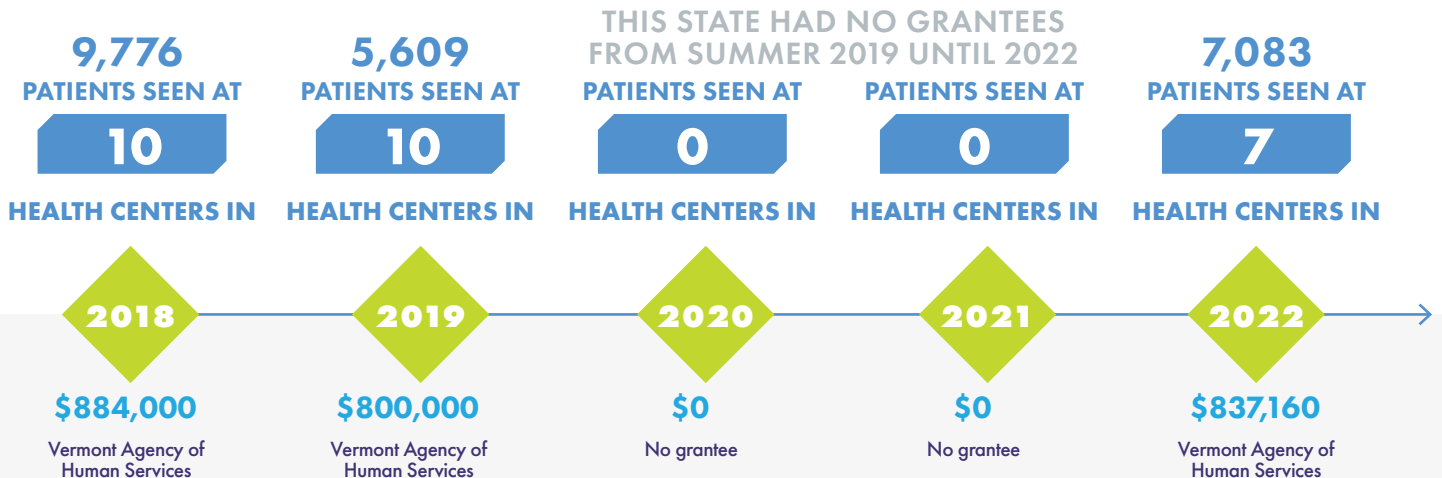 THIS STATE HAD NO GRANTEES
FROM SUMMER 2019 UNTIL 2022
9,776
PATIENTS SEEN AT
10
HEALTH CENTERS IN
2018
$884,000
Vermont Agency of
Human Services
5,609
PATIENTS SEEN AT
10
HEALTH CENTERS IN
2019
$800,000
Vermont Agency of
Human Services
PATIENTS SEEN AT
0
HEALTH CENTERS IN
2020
$0
No grantee
PATIENTS SEEN AT
0
HEALTH CENTERS IN
2021
$0
No grantee
7,083
PATIENTS SEEN AT
7
HEALTH CENTERS IN
2022
$837,160
Vermont Agency of
Human Services